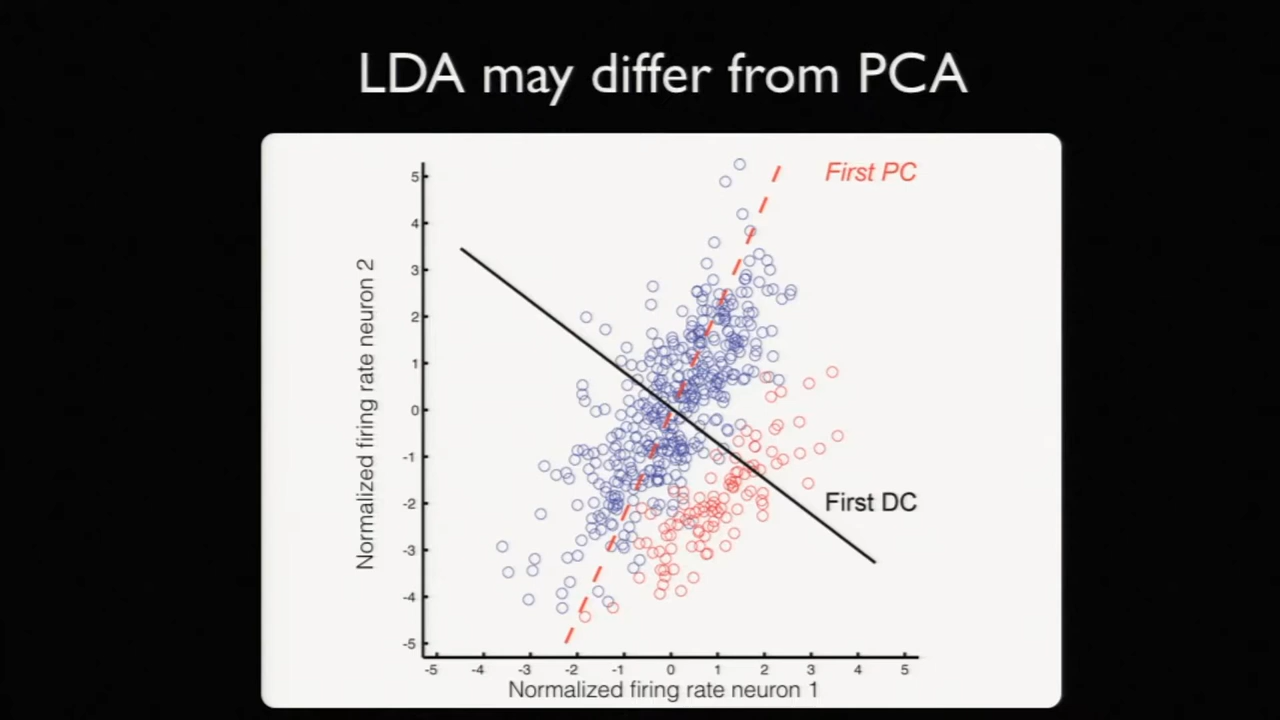 LDA may differ from PCA
First PC
First DC
Normalized firing rate neuron 2
5
4
3
2
1
0
-1
-2
-3
-4
-5
-5 -4 -3 -2 -1 0 1 2 3 4 5
Normalized firing rate neuron 1